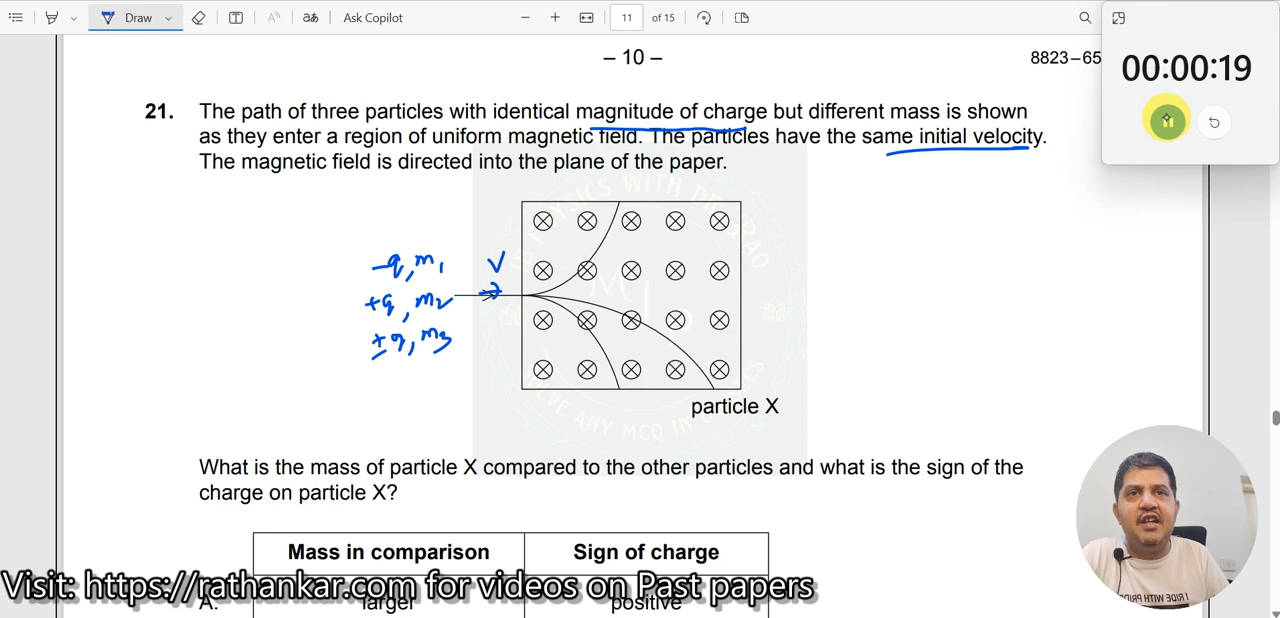 Draw
Ask Copilot
11 of 15
– 10 –
8823–65
00:00:19
21. The path of three particles with identical magnitude of charge but different mass is shown
as they enter a region of uniform magnetic field. The particles have the same initial velocity.
The magnetic field is directed into the plane of the paper.
-q, m1
V
+q, m2
+q, m3
particle X
What is the mass of particle X compared to the other particles and what is the sign of the
charge on particle X?
Mass in comparison
Sign of charge
A. larger positive
Visit: https://rathankar.com for videos on Past papers